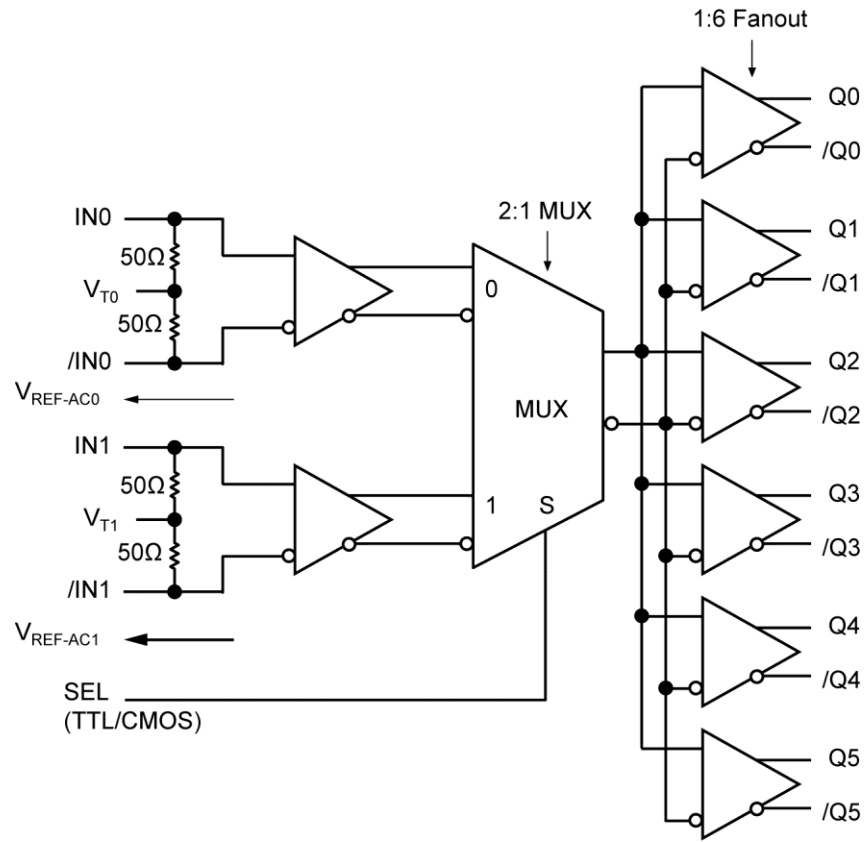 1:6 Fanout
Q0
/Q0
IN0
2:1 MUX
Q1
50Ω
0
VT0
/Q1
50Ω
/IN0
Q2
VREF-AC0
MUX
/Q2
IN1
50Ω
1
S
Q3
VT1
50Ω
/Q3
/IN1
Q4
VREF-AC1
/Q4
SEL
(TTL/CMOS)
Q5
/Q5